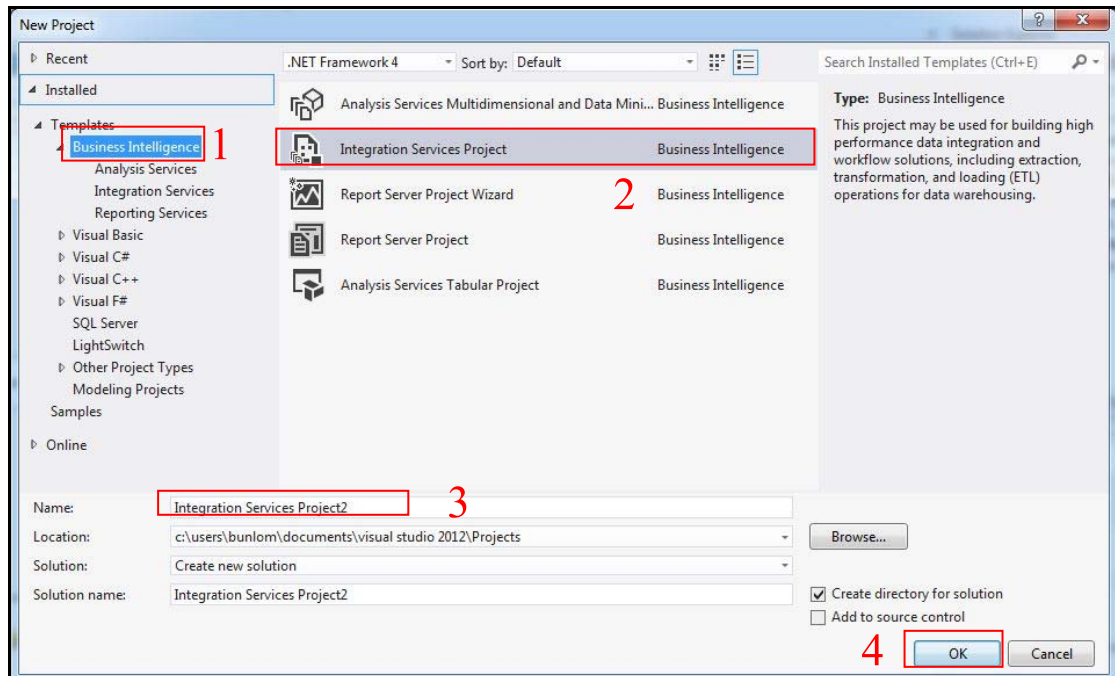 New Project
Recent
.NET Framework 4 Sort by: Default
Search Installed Templates (Ctrl+E)
Installed
Templates
Business Intelligence 1
Analysis Services
Integration Services
Reporting Services
Visual Basic
Visual C#
Visual C++
Visual F#
SQL Server
LightSwitch
Other Project Types
Modeling Projects
Samples
Online
Analysis Services Multidimensional and Data Mini... Business Intelligence
Integration Services Project Business Intelligence
2
Report Server Project Wizard Business Intelligence
Report Server Project Business Intelligence
Analysis Services Tabular Project Business Intelligence
Type: Business Intelligence
This project may be used for building high
performance data integration and
workflow solutions, including extraction,
transformation, and loading (ETL)
operations for data warehousing.
Name: Integration Services Project2 3
Location: c:\users\bunlom\documents\visual studio 2012\Projects Browse...
Solution: Create new solution
Solution name: Integration Services Project2
Create directory for solution
Add to source control
4 OK Cancel